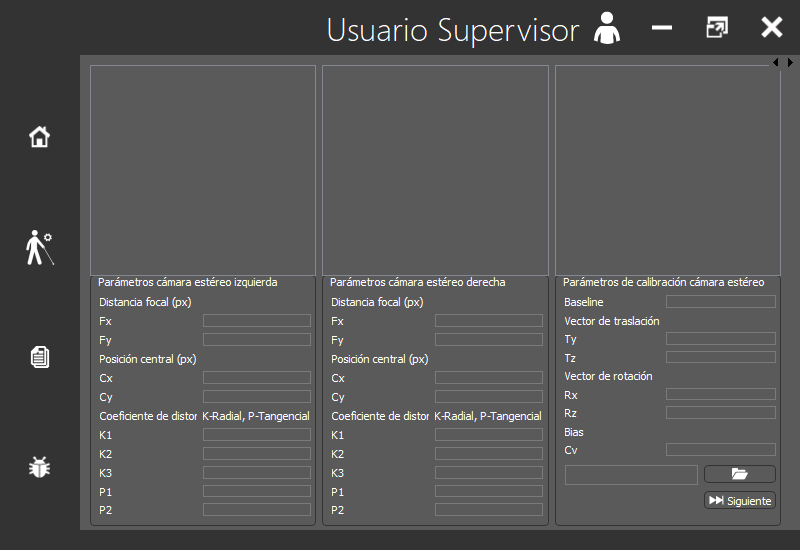 Usuario Supervisor
Parámetros cámara estéreo izquierda
Distancia focal (px)
Fx
Fy
Posición central (px)
Cx
Cy
Coeficiente de distor K-Radial, P-Tangencial
K1
K2
K3
P1
P2
Parámetros cámara estéreo derecha
Distancia focal (px)
Fx
Fy
Posición central (px)
Cx
Cy
Coeficiente de distor K-Radial, P-Tangencial
K1
K2
K3
P1
P2
Parámetros de calibración cámara estéreo
Baseline
Vector de traslación
Ty
Tz
Vector de rotación
Rx
Rz
Bias
Cv
Siguiente